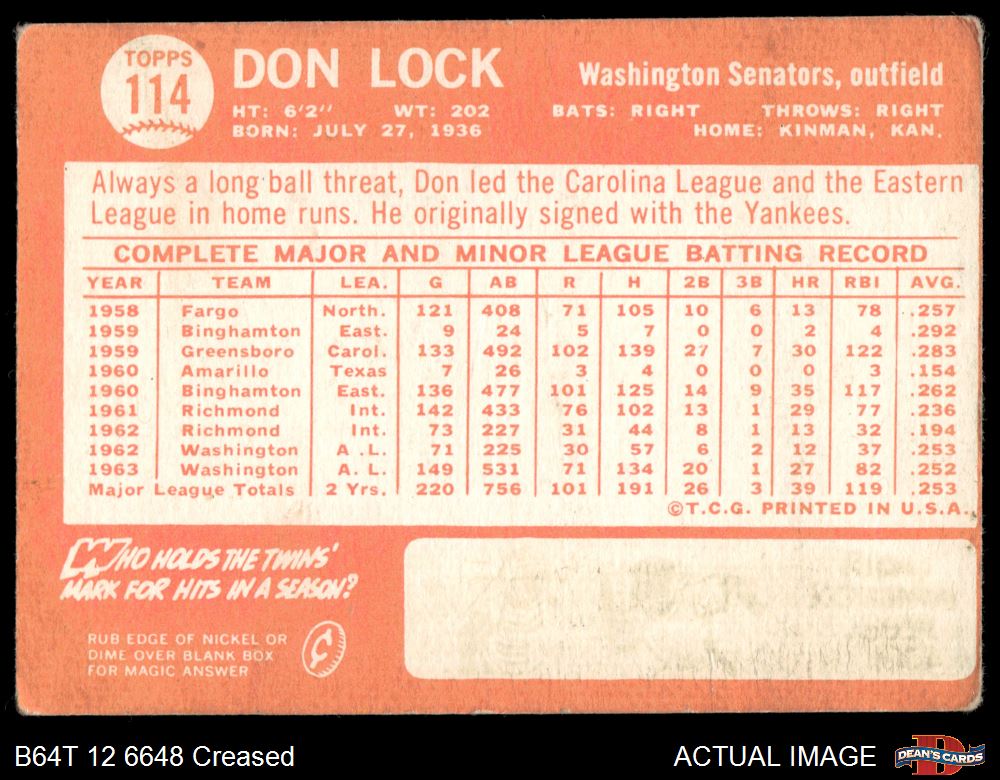 TOPPS
114
DON LOCK
Washington Senators, outfield
HT: 6'2" WT: 202 BATS: RIGHT THROWS: RIGHT
BORN: JULY 27, 1936 HOME: KINMAN, KAN.
Always a long ball threat, Don led the Carolina League and the Eastern
League in home runs. He originally signed with the Yankees.
COMPLETE MAJOR AND MINOR LEAGUE BATTING RECORD
YEAR TEAM LEA. G AB R H 2B 3B HR RBI AVG.
1958 Fargo North. 121 408 71 105 10 6 13 78 .257
1959 Binghamton East. 9 24 5 7 0 0 2 4 .292
1959 Greensboro Carol. 133 492 102 139 27 7 30 122 .283
1960 Amarillo Texas 7 26 3 4 0 0 0 3 .154
1960 Binghamton East. 136 477 101 125 14 9 35 117 .262
1961 Richmond Int. 142 433 76 102 13 1 29 77 .236
1962 Richmond Int. 73 227 31 44 8 1 13 32 .194
1962 Washington A .L. 71 225 30 57 6 2 12 37 .253
1963 Washington A. L. 149 531 71 134 20 1 27 82 .252
Major League Totals 2 Yrs. 220 756 101 191 26 3 39 119 .253
©T.C.G. PRINTED IN U.S.A.
WHO HOLDS THE TWINS'
MARK FOR HITS IN A SEASON?
RUB EDGE OF NICKEL OR
DIME OVER BLANK BOX
FOR MAGIC ANSWER
¢
B64T 12 6648 Creased
ACTUAL IMAGE
D
DEAN'S CARDS